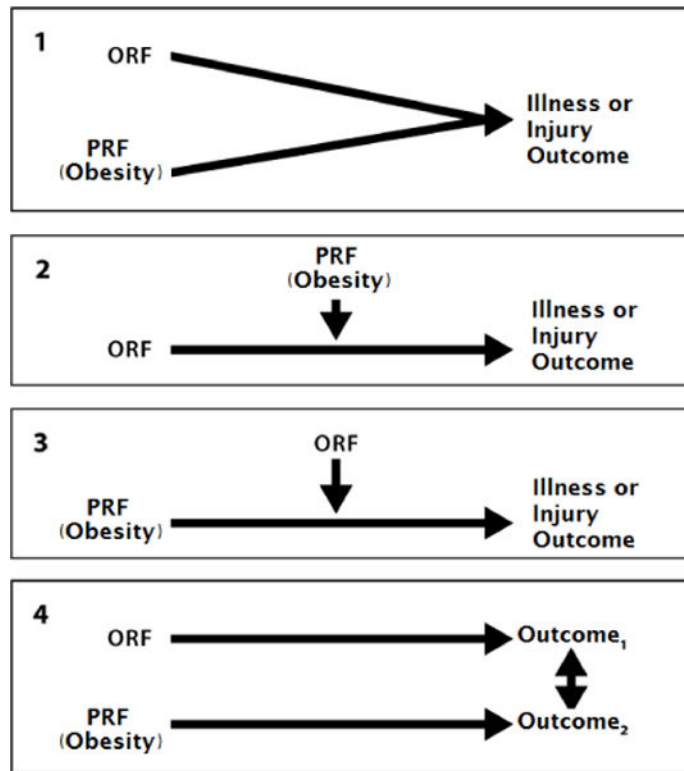 1
ORF
PRF
(Obesity)
Illness or
Injury
Outcome
2
PRF
(Obesity)
ORF
Illness or
Injury
Outcome
3
ORF
PRF
(Obesity)
Illness or
Injury
Outcome
4
ORF
Outcome₁
PRF
(Obesity)
Outcome₂